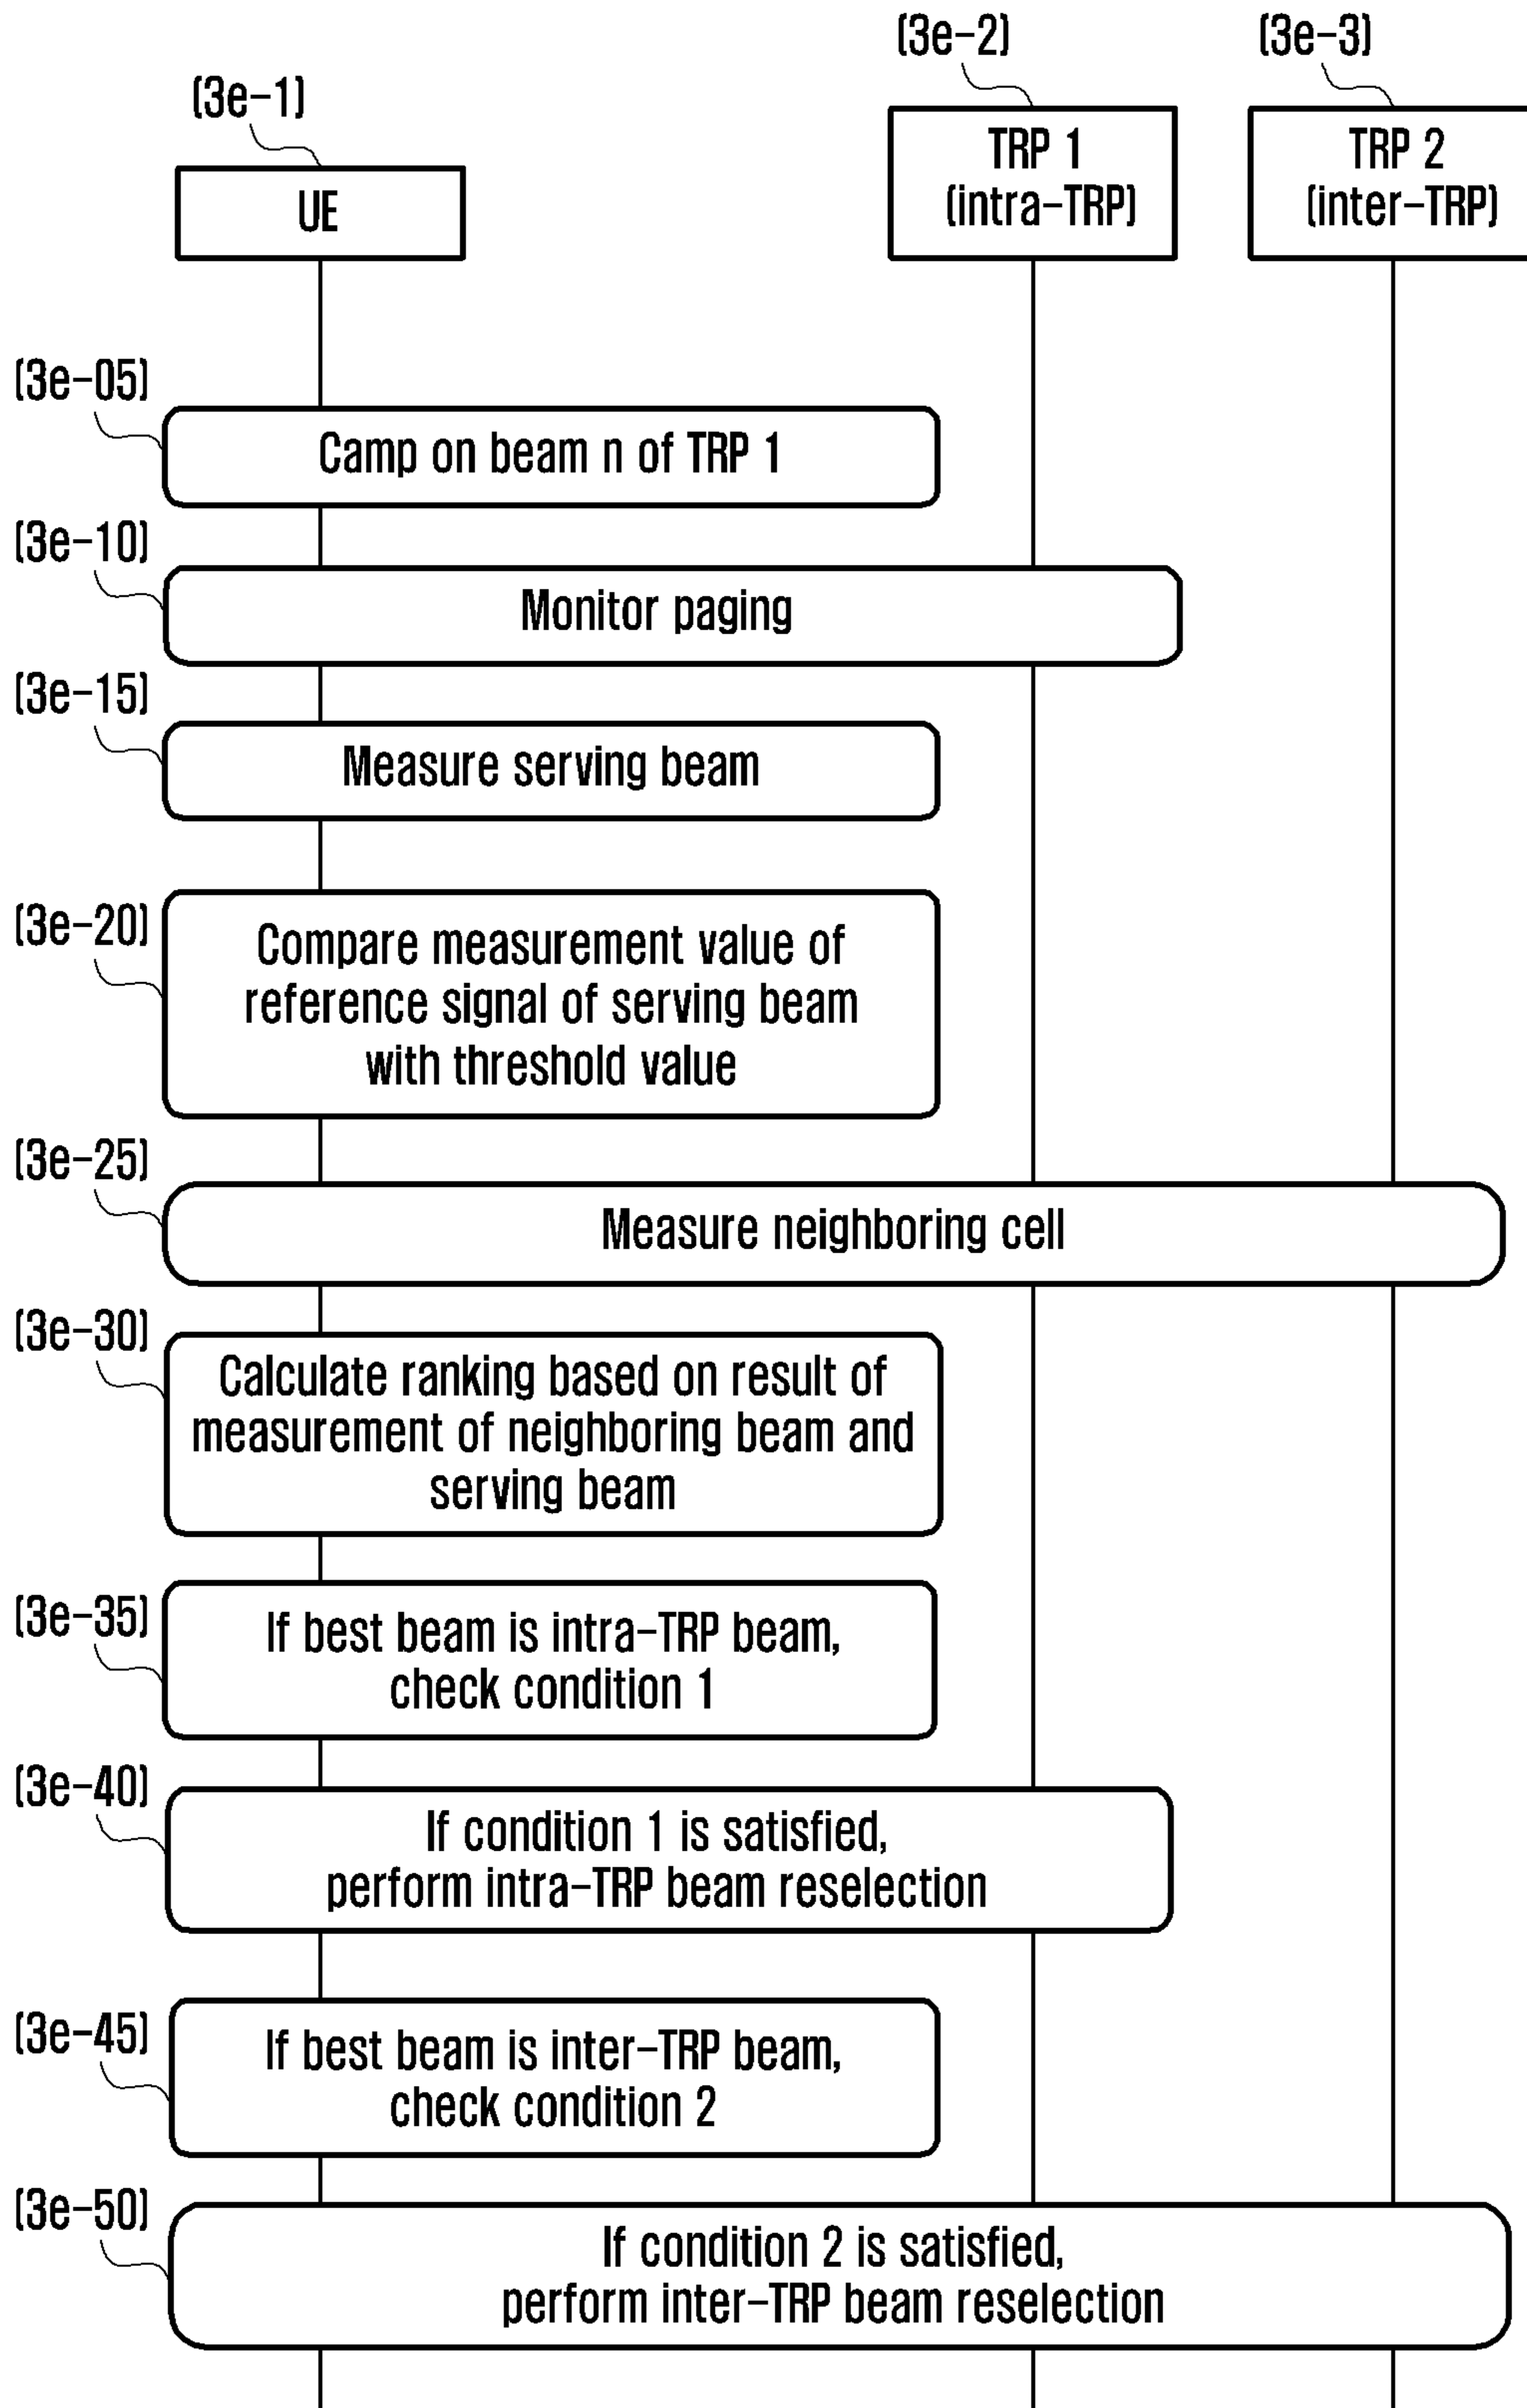 (3e-2)
(3e-3)
(3e-1)
TRP 1
(intra-TRP)
TRP 2
(inter-TRP)
UE
(3e-05)
Camp on beam n of TRP 1
(3e-10)
Monitor paging
(3e-15)
Measure serving beam
(3e-20)
Compare measurement value of
reference signal of serving beam
with threshold value
(3e-25)
Measure neighboring cell
(3e-30)
Calculate ranking based on result of
measurement of neighboring beam and
serving beam
(3e-35)
If best beam is intra-TRP beam,
check condition 1
(3e-40)
If condition 1 is satisfied,
perform intra-TRP beam reselection
(3e-45)
If best beam is inter-TRP beam,
check condition 2
(3e-50)
If condition 2 is satisfied,
perform inter-TRP beam reselection